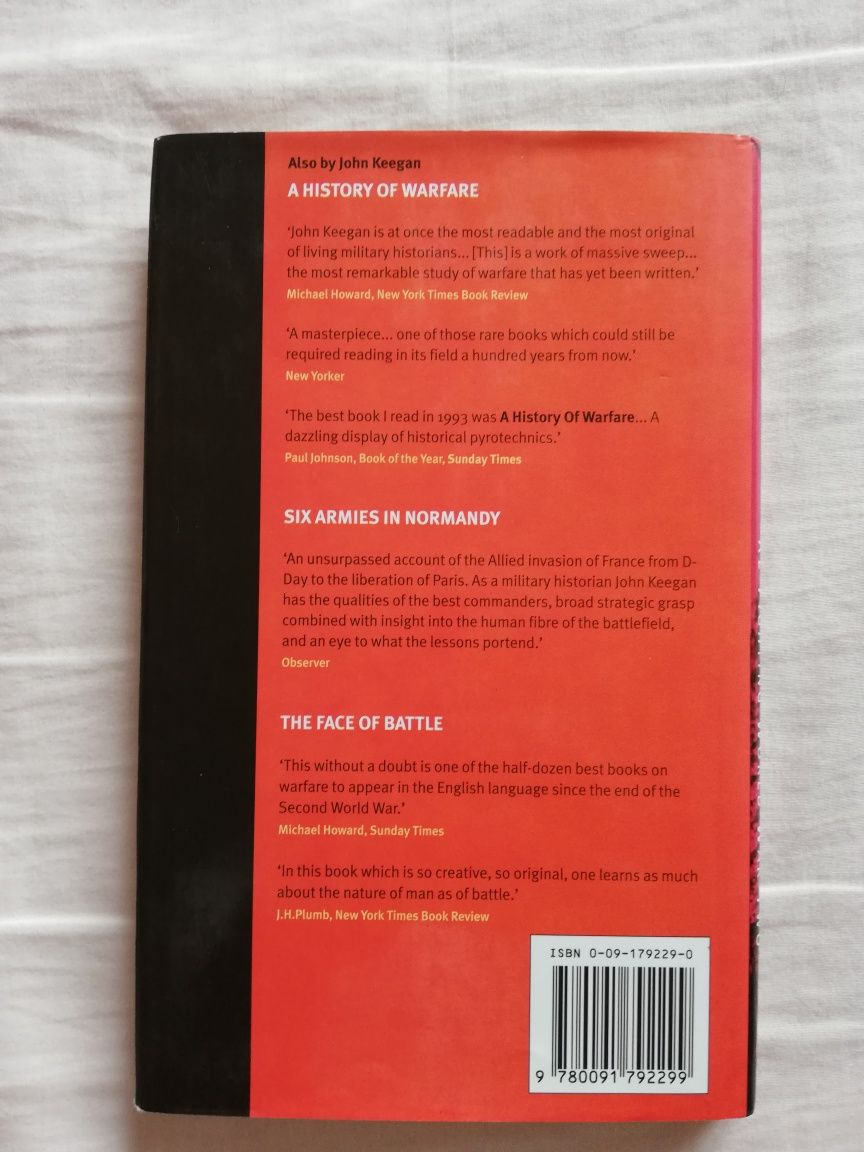 Also by John Keegan
A HISTORY OF WARFARE
‘John Keegan is at once the most readable and the most original
of living military historians... [This] is a work of massive sweep...
the most remarkable study of warfare that has yet been written.’
Michael Howard, New York Times Book Review
‘A masterpiece... one of those rare books which could still be
required reading in its field a hundred years from now.’
New Yorker
‘The best book I read in 1993 was A History Of Warfare... A
dazzling display of historical pyrotechnics.’
Paul Johnson, Book of the Year, Sunday Times
SIX ARMIES IN NORMANDY
‘An unsurpassed account of the Allied invasion of France from D-
Day to the liberation of Paris. As a military historian John Keegan
has the qualities of the best commanders, broad strategic grasp
combined with insight into the human fibre of the battlefield,
and an eye to what the lessons portend.’
Observer
THE FACE OF BATTLE
‘This without a doubt is one of the half-dozen best books on
warfare to appear in the English language since the end of the
Second World War.’
Michael Howard, Sunday Times
‘In this book which is so creative, so original, one learns as much
about the nature of man as of battle.’
J.H.Plumb, New York Times Book Review
ISBN 0-09-179229-0
9 780091 792299